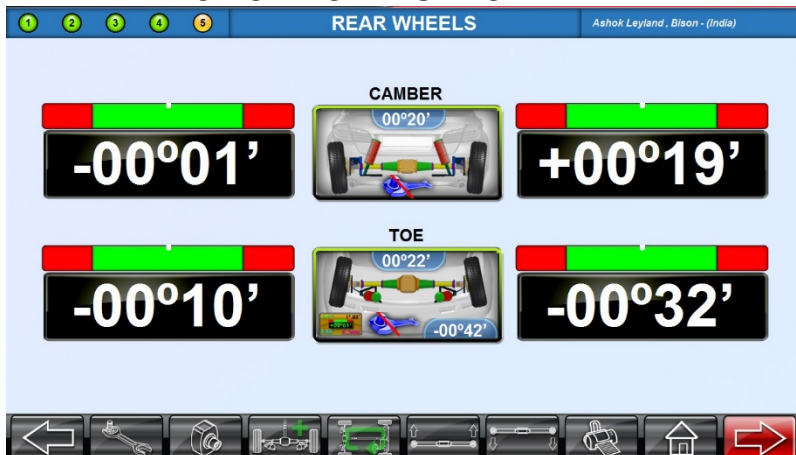 1 2 3 4 5 REAR WHEELS Ashok Leyland , Bison - (India)
CAMBER
00º20’
-00º01’ +00º19’
TOE
00º22’
-00º10’ -00º32’
-00º42’